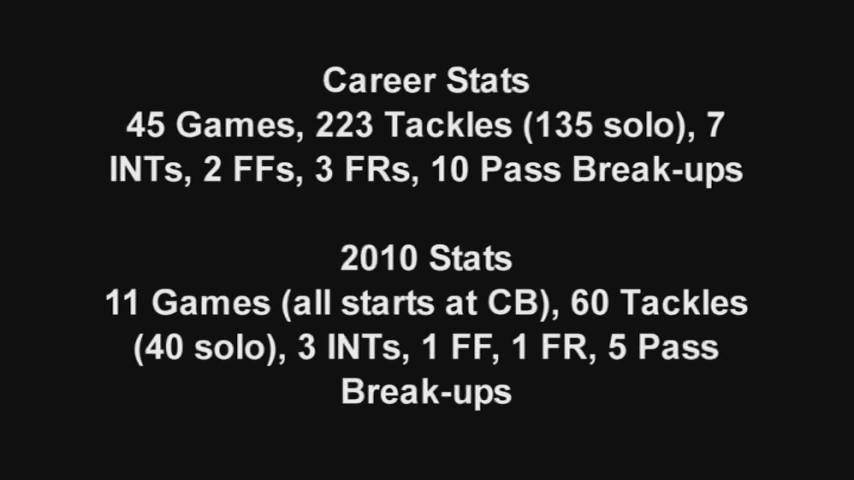 Career Stats
45 Games, 223 Tackles (135 solo), 7
INTs, 2 FFs, 3 FRs, 10 Pass Break-ups
2010 Stats
11 Games (all starts at CB), 60 Tackles
(40 solo), 3 INTs, 1 FF, 1 FR, 5 Pass
Break-ups